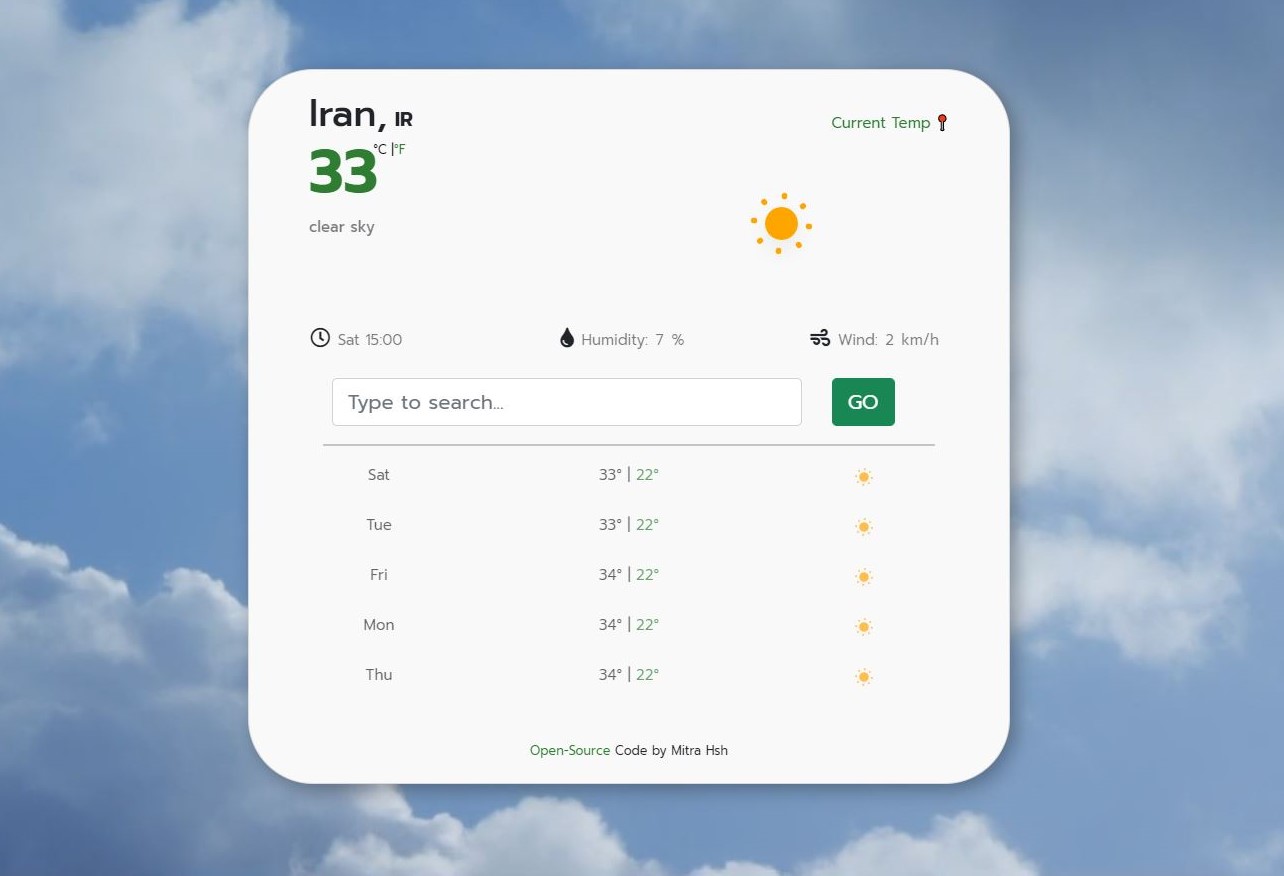 Iran, IR
Current Temp
33 °C |°F
clear sky
Sat 15:00
Humidity: 7 %
Wind: 2 km/h
Type to search...
GO
Sat 33° | 22°
Tue 33° | 22°
Fri 34° | 22°
Mon 34° | 22°
Thu 34° | 22°
Open-Source Code by Mitra Hsh